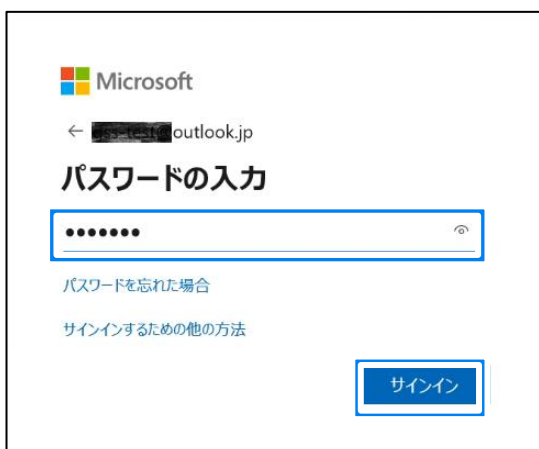 Microsoft
← outlook.jp
パスワードの入力
•••••••
パスワードを忘れた場合
サインインするための他の方法
サインイン